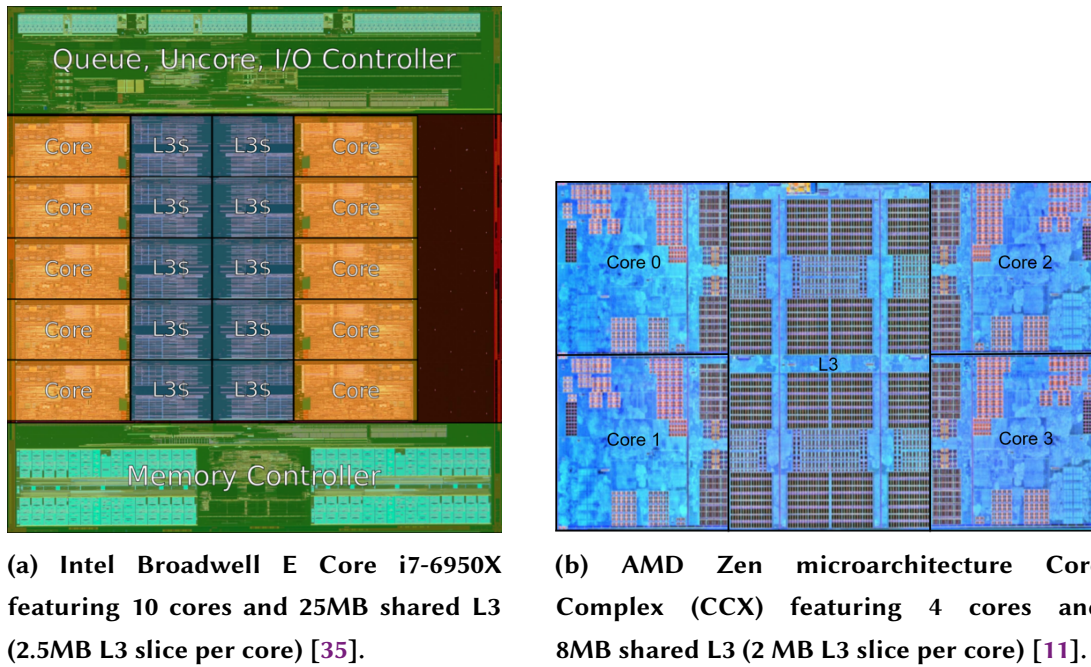 Queue, Uncore, I/O Controller
Core L3s L3s Core
Core L3s L3s Core
Core L3s L3s Core
Core L3s L3s Core
Core L3s L3s Core
Memory Controller
(a) Intel Broadwell E Core i7-6950X
featuring 10 cores and 25MB shared L3
(2.5MB L3 slice per core) [35].
Core 0
Core 2
L3
Core 1
Core 3
(b) AMD Zen microarchitecture Core
Complex (CCX) featuring 4 cores and
8MB shared L3 (2 MB L3 slice per core) [11].